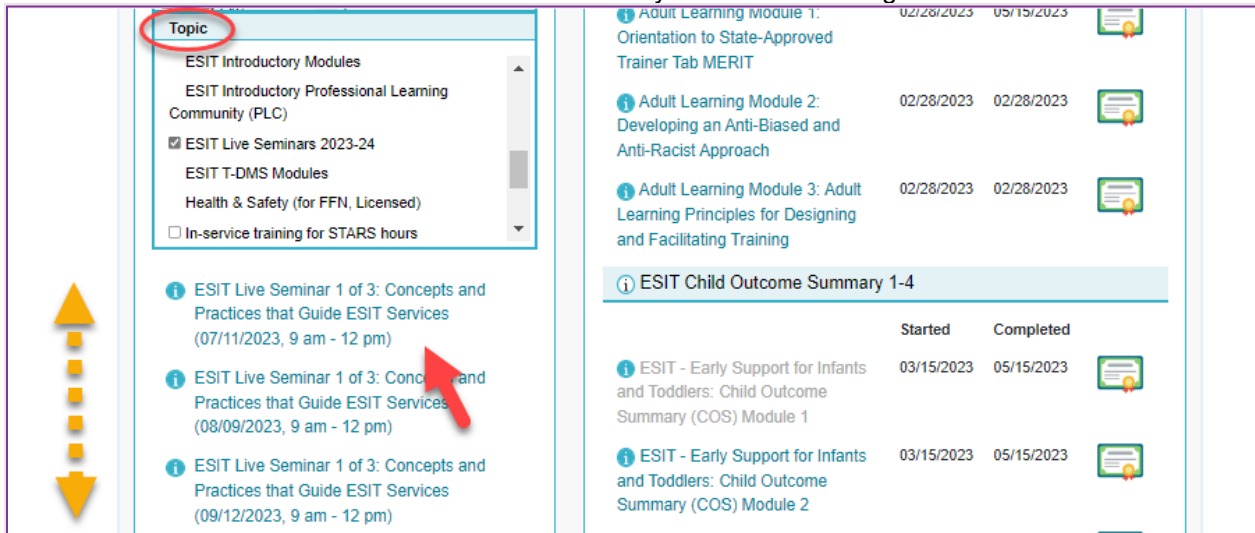 Topic
ESIT Introductory Modules
ESIT Introductory Professional Learning
Community (PLC)
ESIT Live Seminars 2023-24
ESIT T-DMS Modules
Health & Safety (for FFN, Licensed)
In-service training for STARS hours
ESIT Live Seminar 1 of 3: Concepts and
Practices that Guide ESIT Services
(07/11/2023, 9 am - 12 pm)
ESIT Live Seminar 1 of 3: Concepts and
Practices that Guide ESIT Services
(08/09/2023, 9 am - 12 pm)
ESIT Live Seminar 1 of 3: Concepts and
Practices that Guide ESIT Services
(09/12/2023, 9 am - 12 pm)
Adult Learning Module 1: 02/28/2023 05/15/2023
Orientation to State-Approved
Trainer Tab MERIT
Adult Learning Module 2: 02/28/2023 02/28/2023
Developing an Anti-Biased and
Anti-Racist Approach
Adult Learning Module 3: Adult 02/28/2023 02/28/2023
Learning Principles for Designing
and Facilitating Training
ESIT Child Outcome Summary 1-4
Started Completed
ESIT - Early Support for Infants 03/15/2023 05/15/2023
and Toddlers: Child Outcome
Summary (COS) Module 1
ESIT - Early Support for Infants 03/15/2023 05/15/2023
and Toddlers: Child Outcome
Summary (COS) Module 2